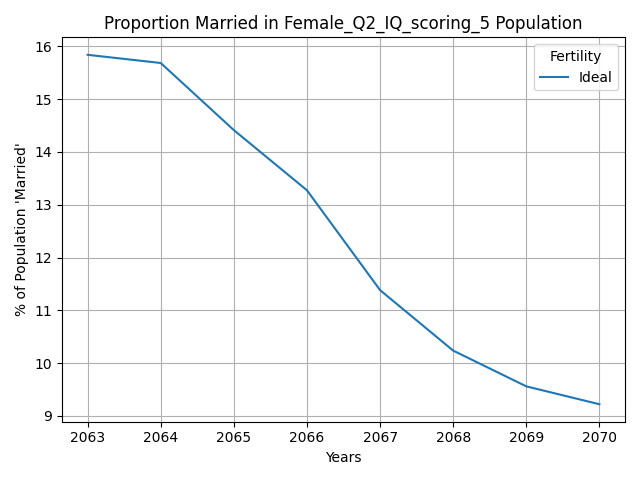 Proportion Married in Female_Q2_IQ_scoring_5 Population
Fertility
Ideal
% of Population 'Married'
16
15
14
13
12
11
10
9
2063 2064 2065 2066 2067 2068 2069 2070
Years